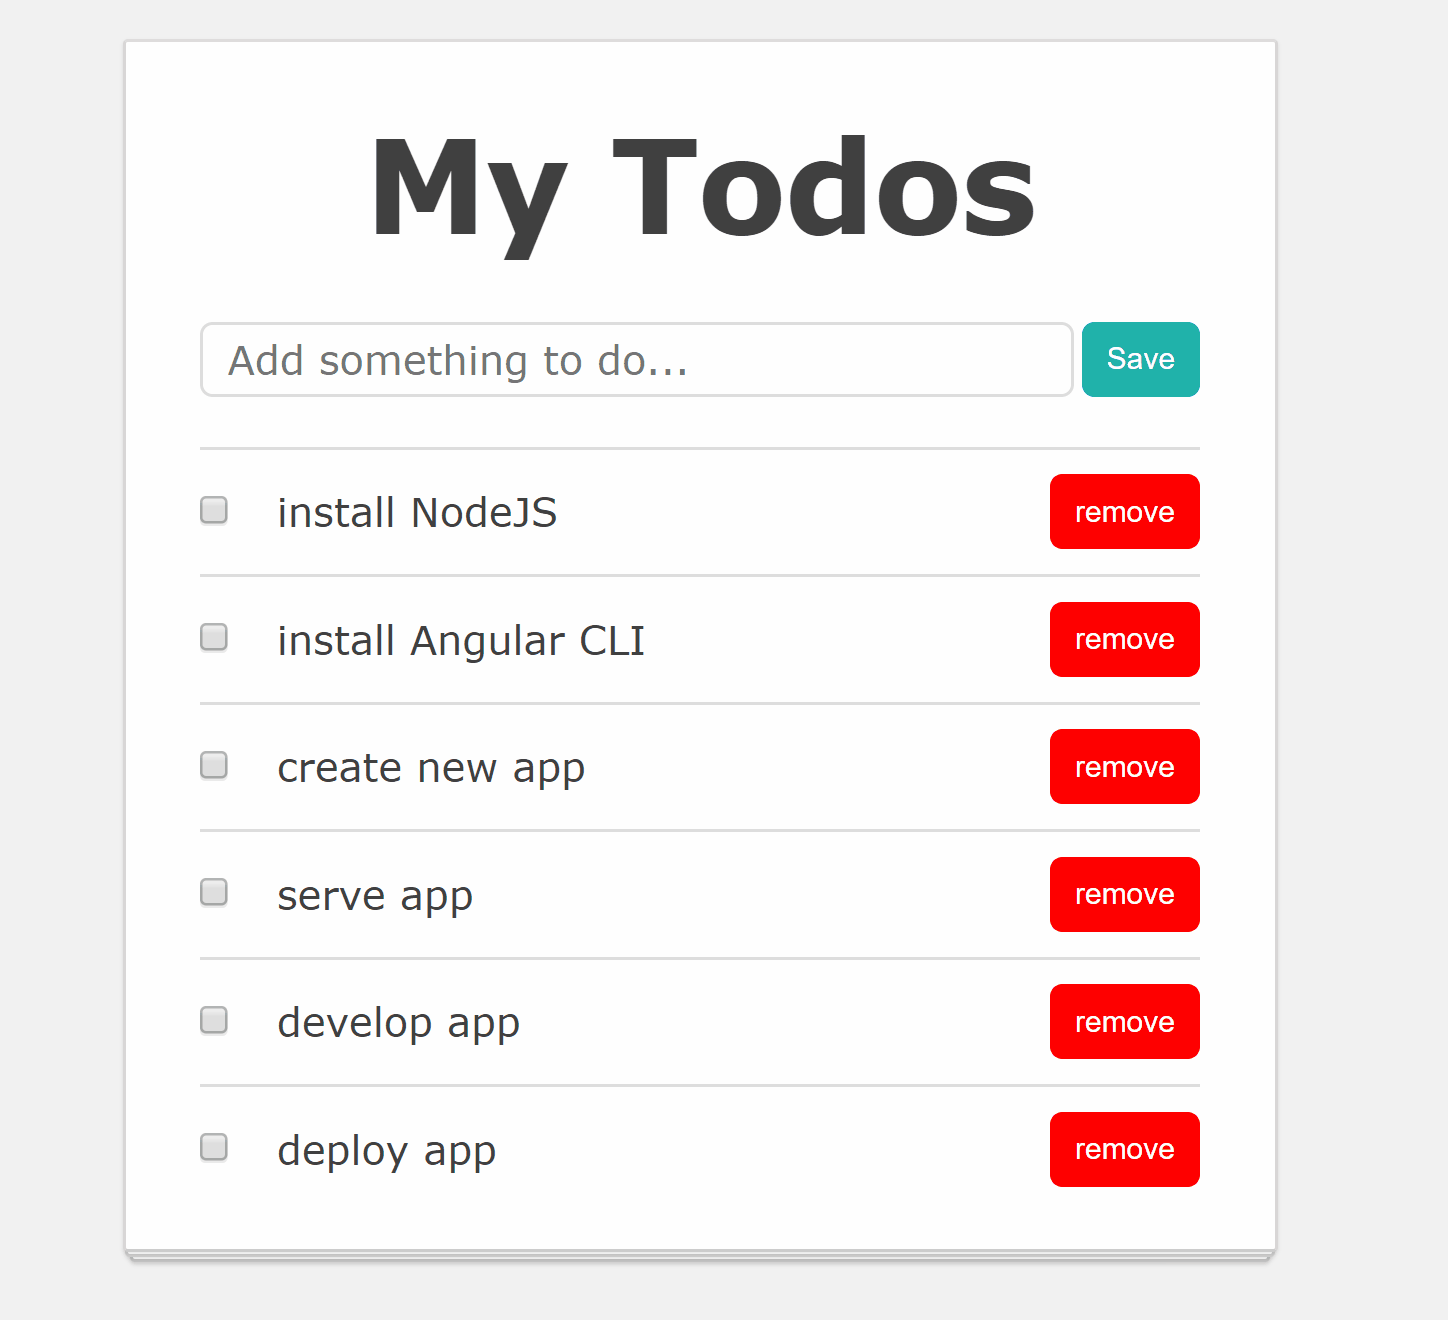 My Todos
Add something to do... Save
install NodeJS remove
install Angular CLI remove
create new app remove
serve app remove
develop app remove
deploy app remove